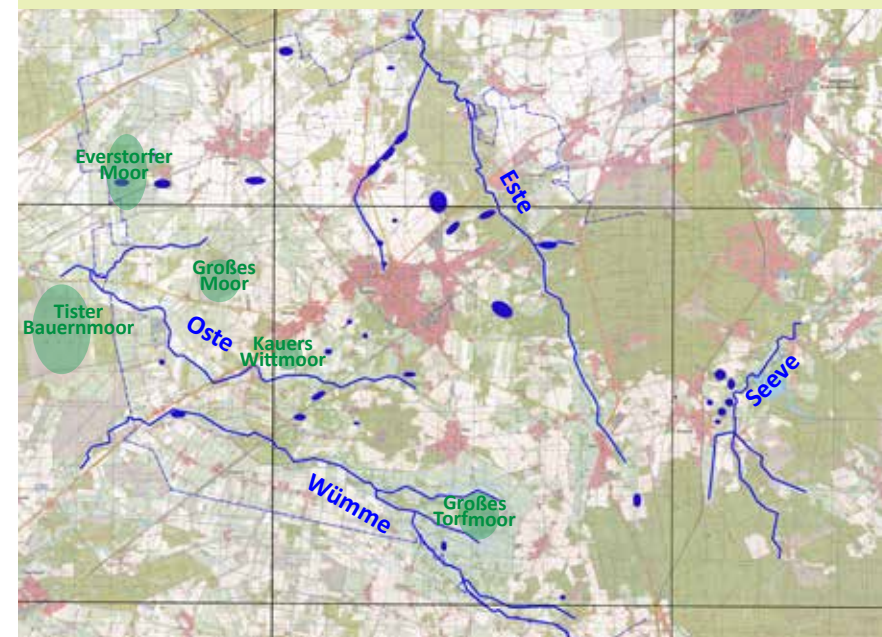 Everstorfer
Moor
Este
Großes
Moor
Tister
Bauernmoor
Oste
Kauers
Wittmoor
Seeve
Wümme
Großes
Torfmoor